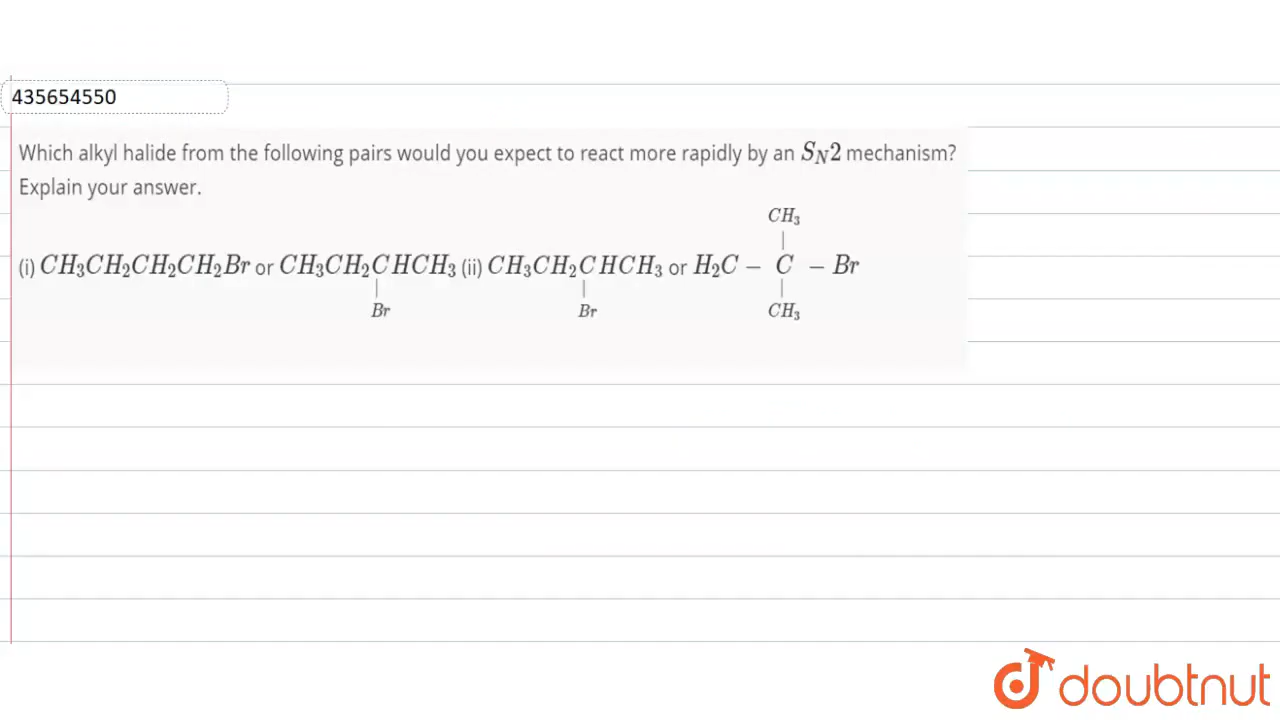 435654550
Which alkyl halide from the following pairs would you expect to react more rapidly by an S_N2 mechanism?
Explain your answer.
CH₃
|
(i) CH₃CH₂CH₂CH₂Br or CH₃CH₂CHCH₃ (ii) CH₃CH₂CHCH₃ or H₂C − C − Br
| | |
Br Br CH₃
doubtnut